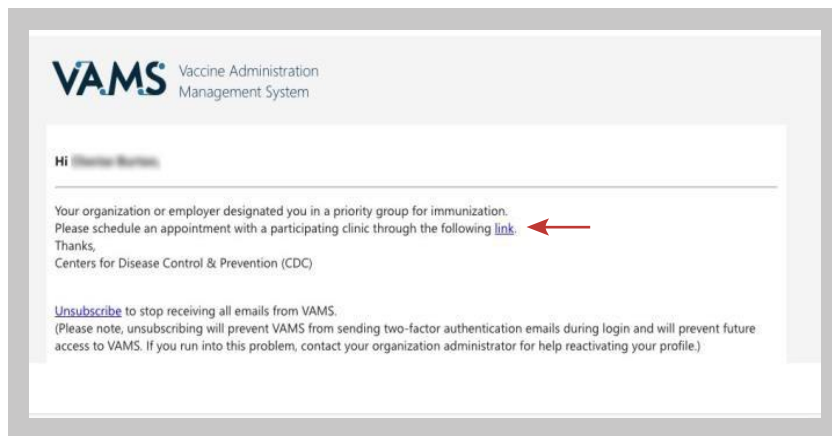 VAMS Vaccine Administration
Management System
Hi
Your organization or employer designated you in a priority group for immunization.
Please schedule an appointment with a participating clinic through the following link.
Thanks,
Centers for Disease Control & Prevention (CDC)
Unsubscribe to stop receiving all emails from VAMS.
(Please note, unsubscribing will prevent VAMS from sending two-factor authentication emails during login and will prevent future
access to VAMS. If you run into this problem, contact your organization administrator for help reactivating your profile.)